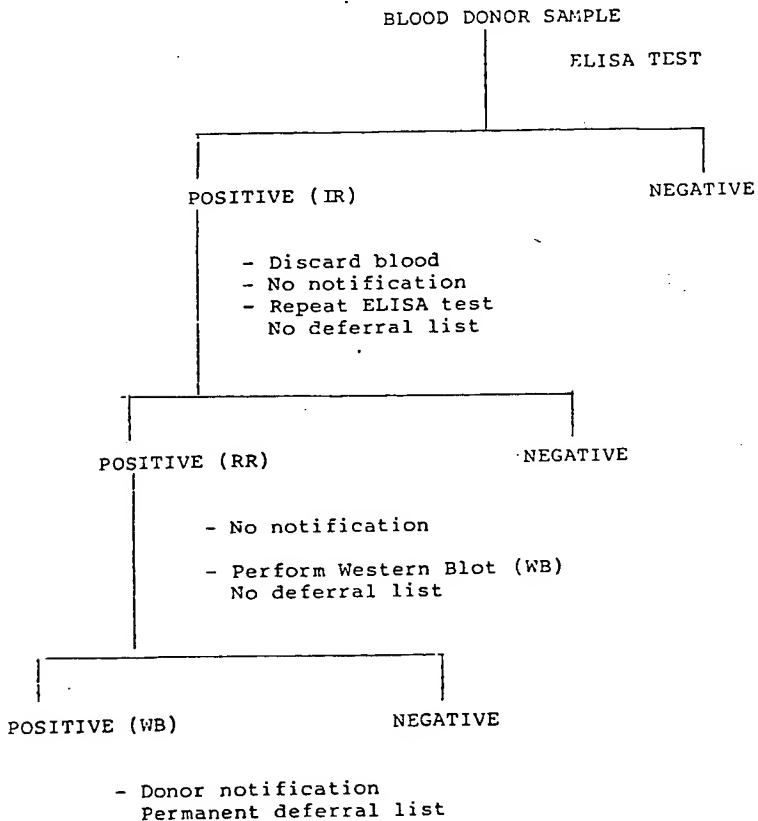 BLOOD DONOR SAMPLE
ELISA TEST
POSITIVE (IR)
NEGATIVE
- Discard blood
- No notification
- Repeat ELISA test
No deferral list
POSITIVE (RR)
NEGATIVE
- No notification
- Perform Western Blot (WB)
No deferral list
POSITIVE (WB)
NEGATIVE
- Donor notification
Permanent deferral list